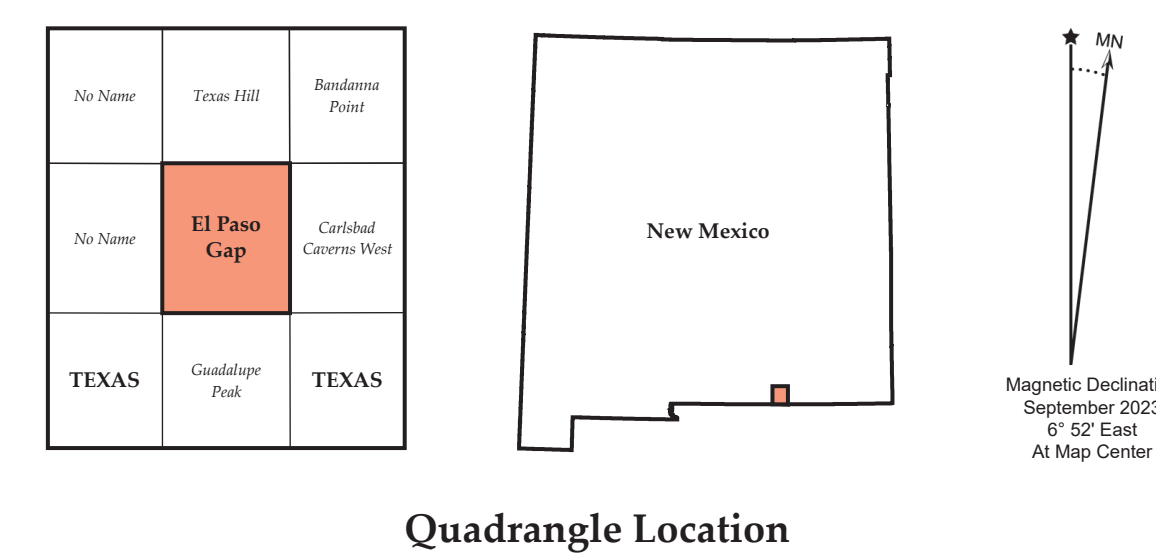 No Name
Texas Hill
Bandanna
Point
No Name
El Paso
Gap
Carlsbad
Caverns West
TEXAS
Guadalupe
Peak
TEXAS
New Mexico
MN
Magnetic Declinati
September 2023
6° 52' East
At Map Center
Quadrangle Location